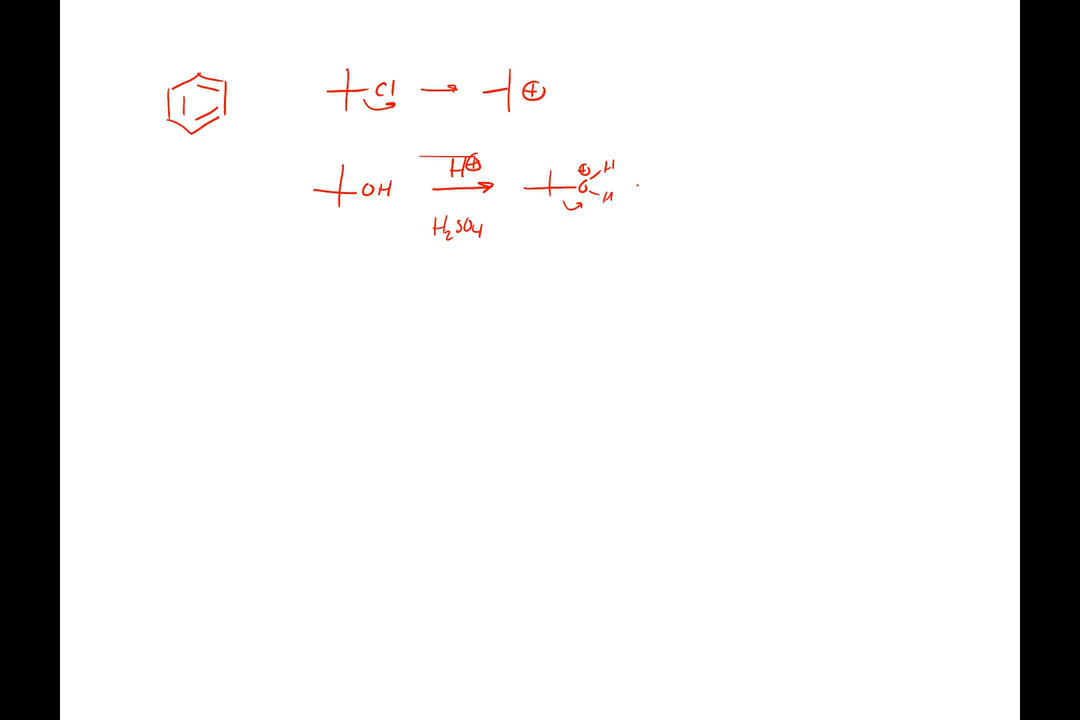 Cl → ⊕
OH H⊕ → ⊕ O H H
H₂SO₄